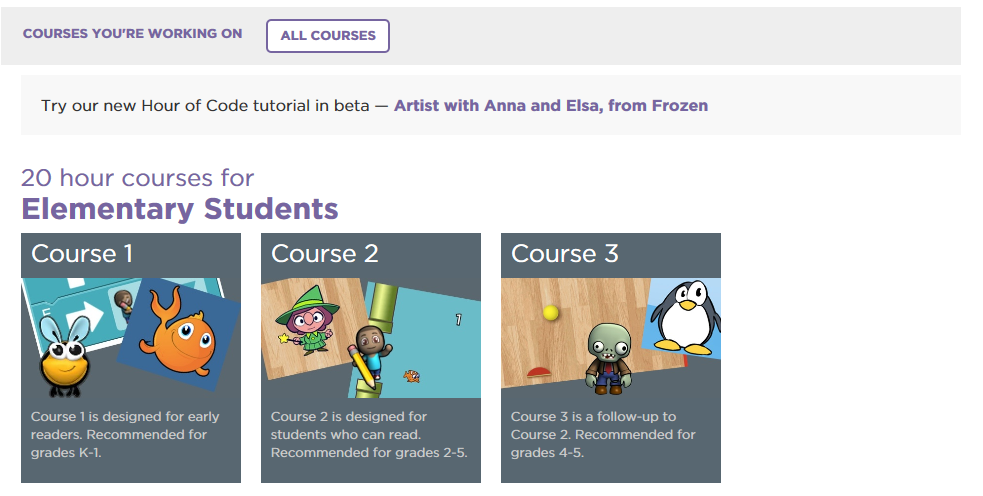 COURSES YOU'RE WORKING ON
ALL COURSES
Try our new Hour of Code tutorial in beta — Artist with Anna and Elsa, from Frozen
20 hour courses for
Elementary Students
Course 1
Course 2
1
Course 3
Course 1 is designed for early
readers. Recommended for
grades K-1.
Course 2 is designed for
students who can read.
Recommended for grades 2-5.
Course 3 is a follow-up to
Course 2. Recommended for
grades 4-5.